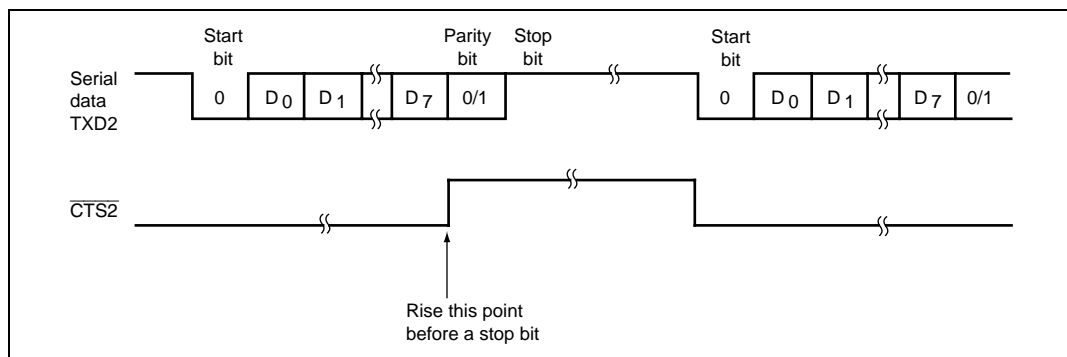 Start bit
Parity bit
Stop bit
Start bit
Serial data TXD2
0 D0 D1 D7 0/1 0 D0 D1 D7 0/1
CTS2
Rise this point
before a stop bit